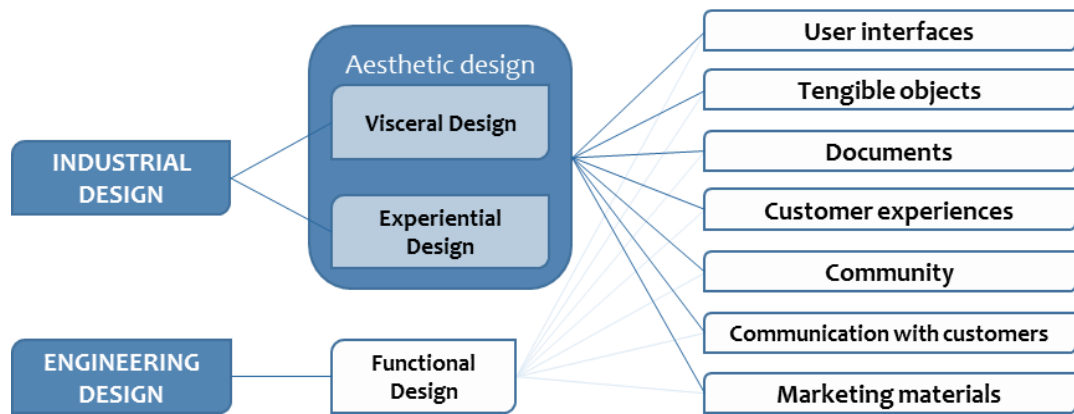 Aesthetic design
Visceral Design
Experiential
Design
INDUSTRIAL
DESIGN
ENGINEERING
DESIGN
Functional
Design
User interfaces
Tengible objects
Documents
Customer experiences
Community
Communication with customers
Marketing materials